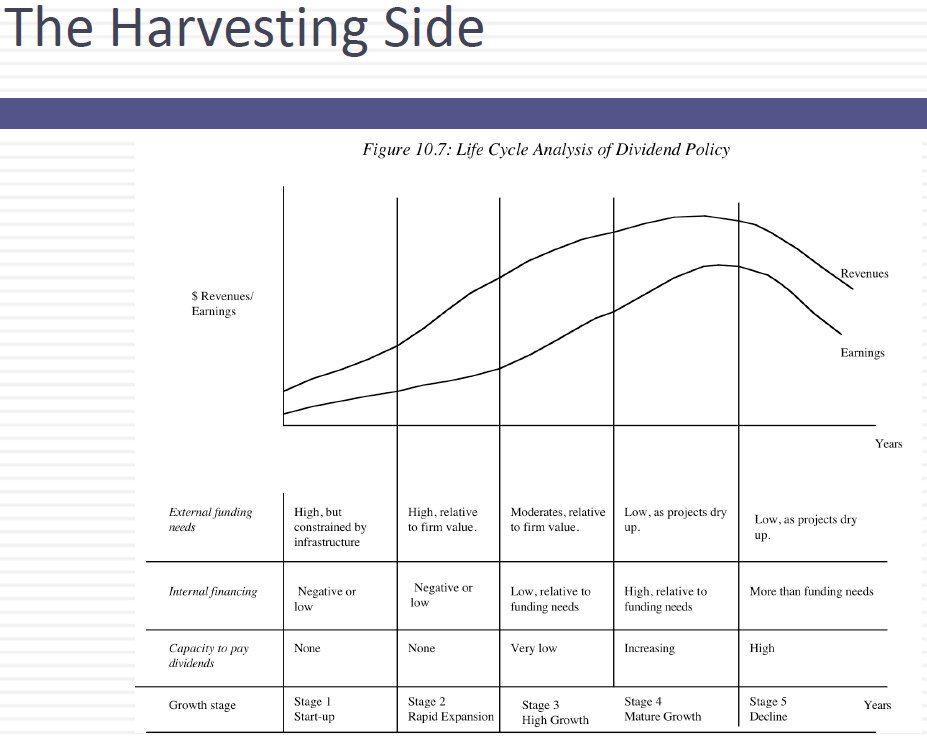 The Harvesting Side
Figure 10.7: Life Cycle Analysis of Dividend Policy
$ Revenues/
Earnings
Revenues
Earnings
Years
External funding
needs
High, but
constrained by
infrastructure
High, relative
to firm value.
Moderates, relative
to firm value.
Low, as projects dry
up.
Low, as projects dry
up.
Internal financing
Negative or
low
Negative or
low
Low, relative to
funding needs
High, relative to
funding needs
More than funding needs
Capacity to pay
dividends
None
None
Very low
Increasing
High
Growth stage
Stage 1
Start-up
Stage 2
Rapid Expansion
Stage 3
High Growth
Stage 4
Mature Growth
Stage 5
Decline
Years